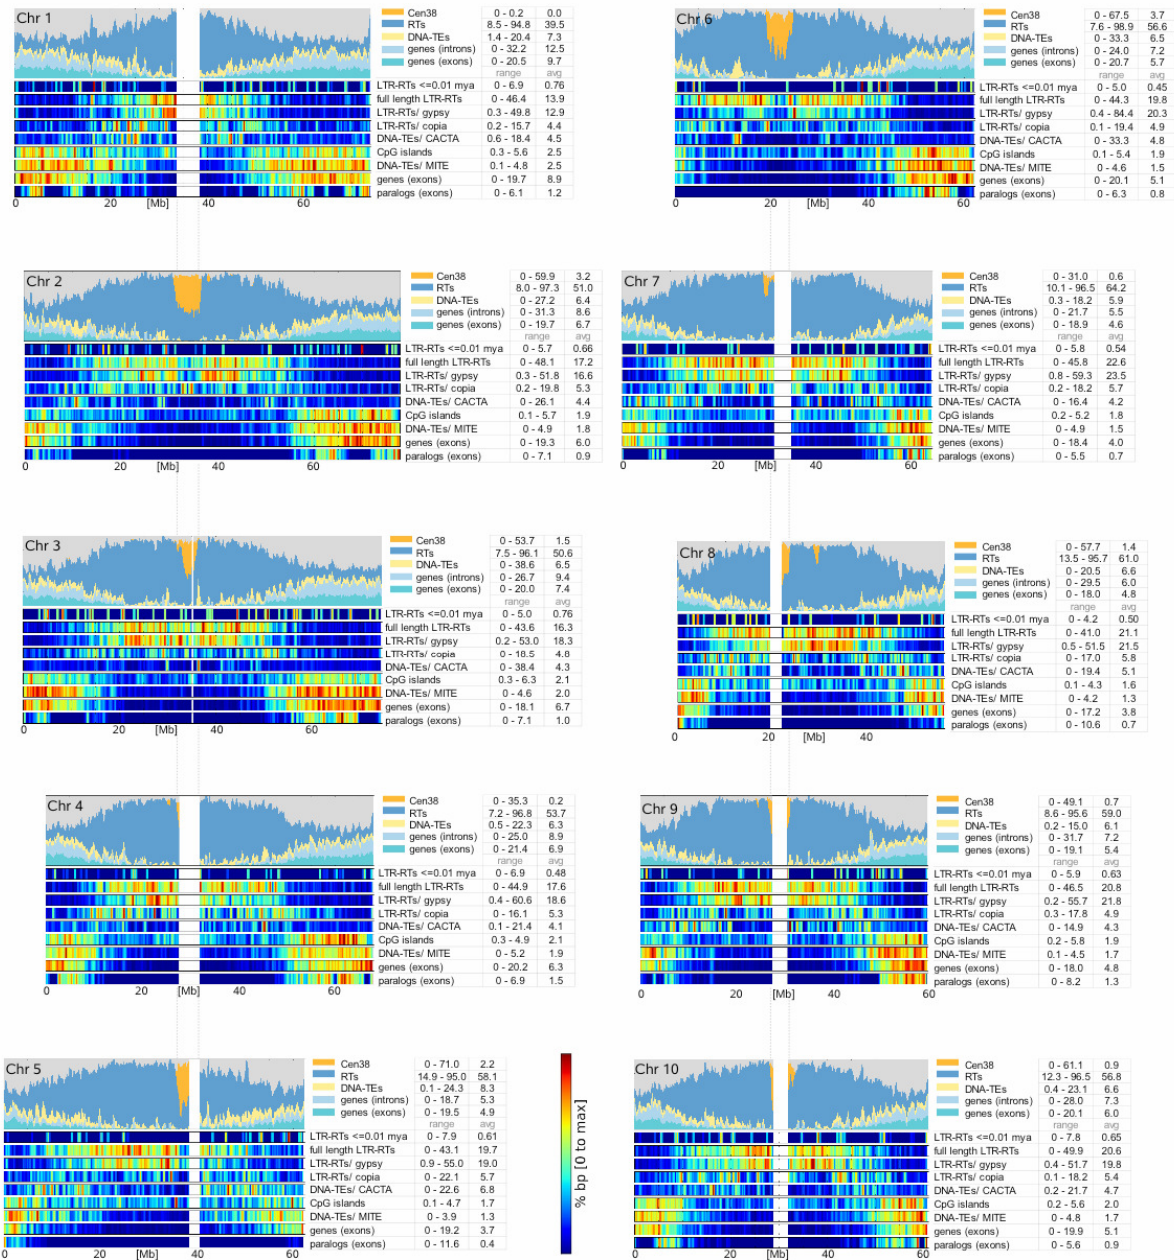 Chr 1
Cen38 0 - 0.2 0.0
RTs 8.5 - 94.8 39.5
DNA-TEs 1.4 - 20.4 7.3
genes (introns) 0 - 32.2 12.5
genes (exons) 0 - 20.5 9.7
range avg
LTR-RTs <=0.01 mya 0 - 6.9 0.76
full length LTR-RTs 0 - 46.4 13.9
LTR-RTs/ gypsy 0.3 - 49.8 12.9
LTR-RTs/ copia 0.2 - 15.7 4.4
DNA-TEs/ CACTA 0.6 - 18.4 4.5
CpG islands 0.3 - 5.6 2.5
DNA-TEs/ MITE 0.1 - 4.8 2.5
genes (exons) 0 - 19.7 8.9
paralogs (exons) 0 - 6.1 1.2
0 20 [Mb] 40 60
Chr 6
Cen38 0 - 67.5 3.7
RTs 7.6 - 98.9 56.6
DNA-TEs 0 - 33.3 6.5
genes (introns) 0 - 24.0 7.2
genes (exons) 0 - 20.7 5.7
range avg
LTR-RTs <=0.01 mya 0 - 5.0 0.45
full length LTR-RTs 0 - 44.3 19.8
LTR-RTs/ gypsy 0.4 - 84.4 20.3
LTR-RTs/ copia 0.1 - 19.4 4.9
DNA-TEs/ CACTA 0 - 33.3 4.8
CpG islands 0.1 - 5.4 1.9
DNA-TEs/ MITE 0 - 4.6 1.5
genes (exons) 0 - 20.1 5.1
paralogs (exons) 0 - 6.3 0.8
0 20 [Mb] 40 60
Chr 2
Cen38 0 - 59.9 3.2
RTs 8.0 - 97.3 51.0
DNA-TEs 0 - 27.2 6.4
genes (introns) 0 - 31.3 8.6
genes (exons) 0 - 19.7 6.7
range avg
LTR-RTs <=0.01 mya 0 - 5.7 0.66
full length LTR-RTs 0 - 48.1 17.2
LTR-RTs/ gypsy 0.3 - 51.8 16.6
LTR-RTs/ copia 0.2 - 19.8 5.3
DNA-TEs/ CACTA 0 - 26.1 4.4
CpG islands 0.1 - 5.7 1.9
DNA-TEs/ MITE 0 - 4.9 1.8
genes (exons) 0 - 19.3 6.0
paralogs (exons) 0 - 7.1 0.9
0 20 [Mb] 40 60
Chr 7
Cen38 0 - 31.0 0.6
RTs 10.1 - 96.5 64.2
DNA-TEs 0.3 - 18.2 5.9
genes (introns) 0 - 21.7 5.5
genes (exons) 0 - 18.9 4.6
range avg
LTR-RTs <=0.01 mya 0 - 5.8 0.54
full length LTR-RTs 0 - 45.8 22.6
LTR-RTs/ gypsy 0.8 - 59.3 23.5
LTR-RTs/ copia 0.2 - 18.2 5.7
DNA-TEs/ CACTA 0 - 16.4 4.2
CpG islands 0.2 - 5.2 1.8
DNA-TEs/ MITE 0 - 4.9 1.5
genes (exons) 0 - 18.4 4.0
paralogs (exons) 0 - 5.5 0.7
0 20 [Mb] 40 60
Chr 3
Cen38 0 - 53.7 1.5
RTs 7.5 - 96.1 50.6
DNA-TEs 0 - 38.6 6.5
genes (introns) 0 - 26.7 9.4
genes (exons) 0 - 20.0 7.4
range avg
LTR-RTs <=0.01 mya 0 - 5.0 0.76
full length LTR-RTs 0 - 43.6 16.3
LTR-RTs/ gypsy 0.2 - 53.0 18.3
LTR-RTs/ copia 0 - 18.5 4.8
DNA-TEs/ CACTA 0 - 38.4 4.3
CpG islands 0.3 - 6.3 2.1
DNA-TEs/ MITE 0 - 4.6 2.0
genes (exons) 0 - 18.1 6.7
paralogs (exons) 0 - 7.1 1.0
0 20 [Mb] 40 60
Chr 8
Cen38 0 - 57.7 1.4
RTs 13.5 - 95.7 61.0
DNA-TEs 0 - 20.5 6.6
genes (introns) 0 - 29.5 6.0
genes (exons) 0 - 18.0 4.8
range avg
LTR-RTs <=0.01 mya 0 - 4.2 0.50
full length LTR-RTs 0 - 41.0 21.1
LTR-RTs/ gypsy 0.5 - 51.5 21.5
LTR-RTs/ copia 0 - 17.0 5.8
DNA-TEs/ CACTA 0 - 19.4 5.1
CpG islands 0.1 - 4.3 1.6
DNA-TEs/ MITE 0 - 4.2 1.3
genes (exons) 0 - 17.2 3.8
paralogs (exons) 0 - 10.6 0.7
0 20 [Mb] 40
Chr 4
Cen38 0 - 35.3 0.2
RTs 7.2 - 96.8 53.7
DNA-TEs 0.5 - 22.3 6.3
genes (introns) 0 - 25.0 8.9
genes (exons) 0 - 21.4 6.9
range avg
LTR-RTs <=0.01 mya 0 - 6.9 0.48
full length LTR-RTs 0 - 44.9 17.6
LTR-RTs/ gypsy 0.4 - 60.6 18.6
LTR-RTs/ copia 0 - 16.1 5.3
DNA-TEs/ CACTA 0.1 - 21.4 4.1
CpG islands 0.3 - 4.9 2.1
DNA-TEs/ MITE 0 - 5.2 1.9
genes (exons) 0 - 20.2 6.3
paralogs (exons) 0 - 6.9 1.5
0 20 [Mb] 40 60
Chr 9
Cen38 0 - 49.1 0.7
RTs 8.6 - 95.6 59.0
DNA-TEs 0.2 - 15.0 6.1
genes (introns) 0 - 31.7 7.2
genes (exons) 0 - 19.1 5.4
range avg
LTR-RTs <=0.01 mya 0 - 5.9 0.63
full length LTR-RTs 0 - 46.5 20.8
LTR-RTs/ gypsy 0.2 - 55.7 21.8
LTR-RTs/ copia 0.3 - 17.8 4.9
DNA-TEs/ CACTA 0 - 14.9 4.3
CpG islands 0.2 - 5.8 1.9
DNA-TEs/ MITE 0.1 - 4.5 1.7
genes (exons) 0 - 18.0 4.8
paralogs (exons) 0 - 8.2 1.3
0 20 [Mb] 40 60
Chr 5
Cen38 0 - 71.0 2.2
RTs 14.9 - 95.0 58.1
DNA-TEs 0.1 - 24.3 8.3
genes (introns) 0 - 18.7 5.3
genes (exons) 0 - 19.5 4.9
range avg
LTR-RTs <=0.01 mya 0 - 7.9 0.61
full length LTR-RTs 0 - 43.1 19.7
LTR-RTs/ gypsy 0.9 - 55.0 19.0
LTR-RTs/ copia 0 - 22.1 5.7
DNA-TEs/ CACTA 0 - 22.6 6.8
CpG islands 0.1 - 4.7 1.7
DNA-TEs/ MITE 0 - 3.9 1.3
genes (exons) 0 - 19.2 3.7
paralogs (exons) 0 - 11.6 0.4
0 20 [Mb] 40 60
% bp [0 to max]
Chr 10
Cen38 0 - 61.1 0.9
RTs 12.3 - 96.5 56.8
DNA-TEs 0.4 - 23.1 6.6
genes (introns) 0 - 28.0 7.3
genes (exons) 0 - 20.1 6.0
range avg
LTR-RTs <=0.01 mya 0 - 7.8 0.65
full length LTR-RTs 0 - 49.9 20.6
LTR-RTs/ gypsy 0.4 - 51.7 19.8
LTR-RTs/ copia 0.1 - 18.2 5.4
DNA-TEs/ CACTA 0.2 - 21.7 4.7
CpG islands 0.2 - 5.6 2.0
DNA-TEs/ MITE 0 - 4.8 1.7
genes (exons) 0 - 19.9 5.1
paralogs (exons) 0 - 5.6 0.9
0 20 [Mb] 40 60